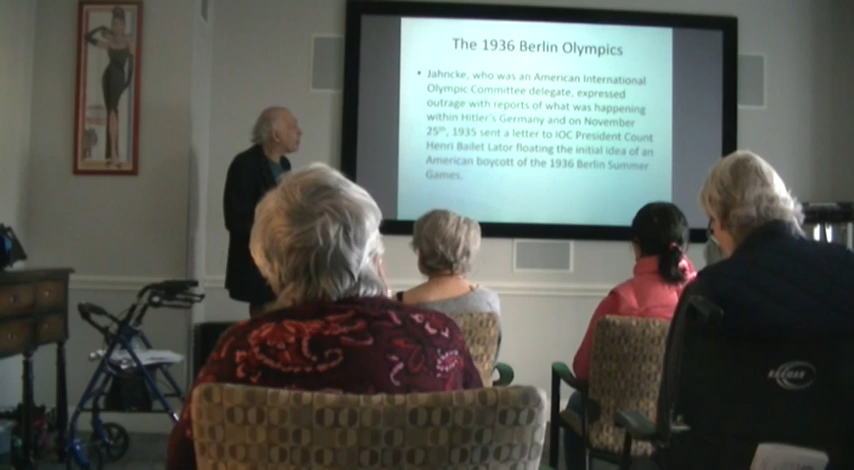 The 1936 Berlin Olympics
• Jahncke, who was an American International
Olympic Committee delegate, expressed
outrage with reports of what was happening
within Hitler's Germany and on November
25th, 1935 sent a letter to IOC President Count
Henri Bailet Lator floating the initial idea of an
American boycott of the 1936 Berlin Summer
Games.